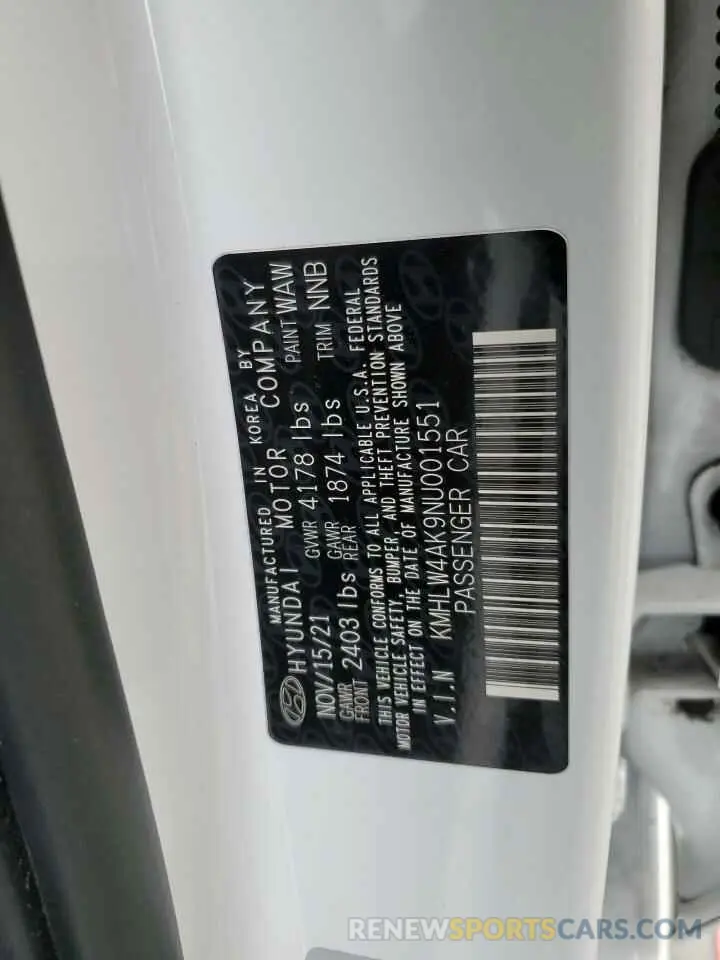 MANUFACTURED IN KOREA BY
HYUNDAI MOTOR COMPANY
NOV/15/21 GVWR 4178 lbs PAINT WAW
GAWR FRONT 2403 lbs GAWR REAR 1874 lbs TRIM NNB
THIS VEHICLE CONFORMS TO ALL APPLICABLE U.S.A. FEDERAL
MOTOR VEHICLE SAFETY, BUMPER, AND THEFT PREVENTION STANDARDS
IN EFFECT ON THE DATE OF MANUFACTURE SHOWN ABOVE
V.I.N KMHLW4AK9NU001551
PASSENGER CAR
RENEWSPORTSCARS.COM